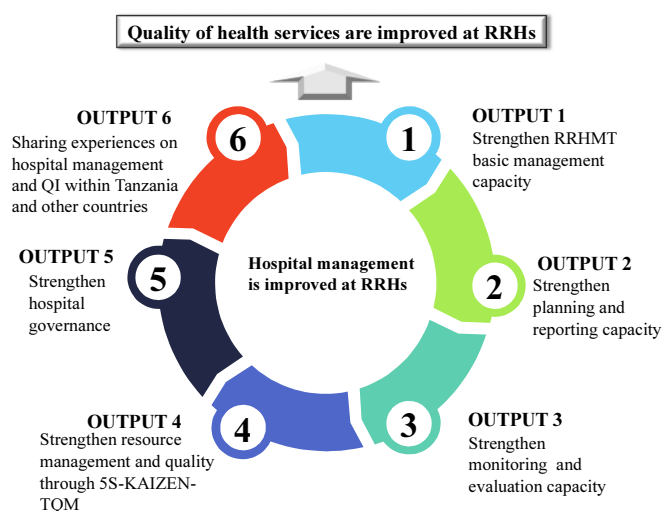 Quality of health services are improved at RRHs
OUTPUT 1
Strengthen RRHMT
basic management
capacity
1
OUTPUT 2
Strengthen
planning and
reporting capacity
2
OUTPUT 3
Strengthen
monitoring and
evaluation capacity
3
OUTPUT 4
Strengthen resource
management and quality
through 5S-KAIZEN-
TQM
4
OUTPUT 5
Strengthen
hospital
governance
5
OUTPUT 6
Sharing experiences on
hospital management
and QI within Tanzania
and other countries
6
Hospital management
is improved at RRHs